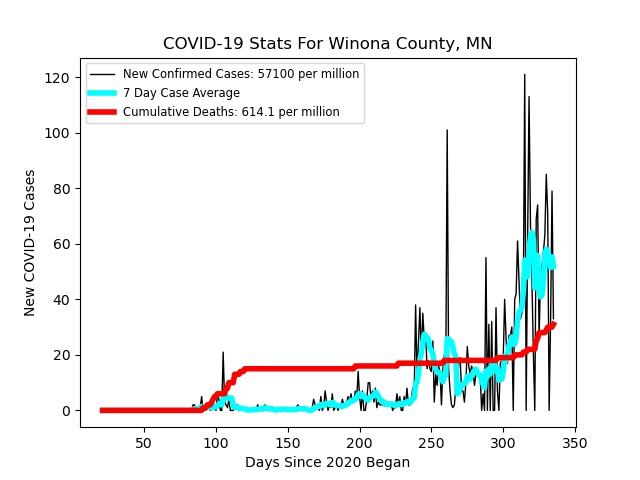 COVID-19 Stats For Winona County, MN
New Confirmed Cases: 57100 per million
7 Day Case Average
Cumulative Deaths: 614.1 per million
New COVID-19 Cases
120
100
80
60
40
20
0
50 100 150 200 250 300 350
Days Since 2020 Began